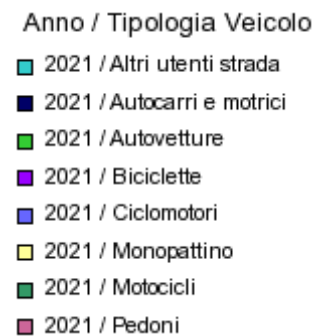 Anno / Tipologia Veicolo
2021 / Altri utenti strada
2021 / Autocarri e motrici
2021 / Autovetture
2021 / Biciclette
2021 / Ciclomotori
2021 / Monopattino
2021 / Motocicli
2021 / Pedoni